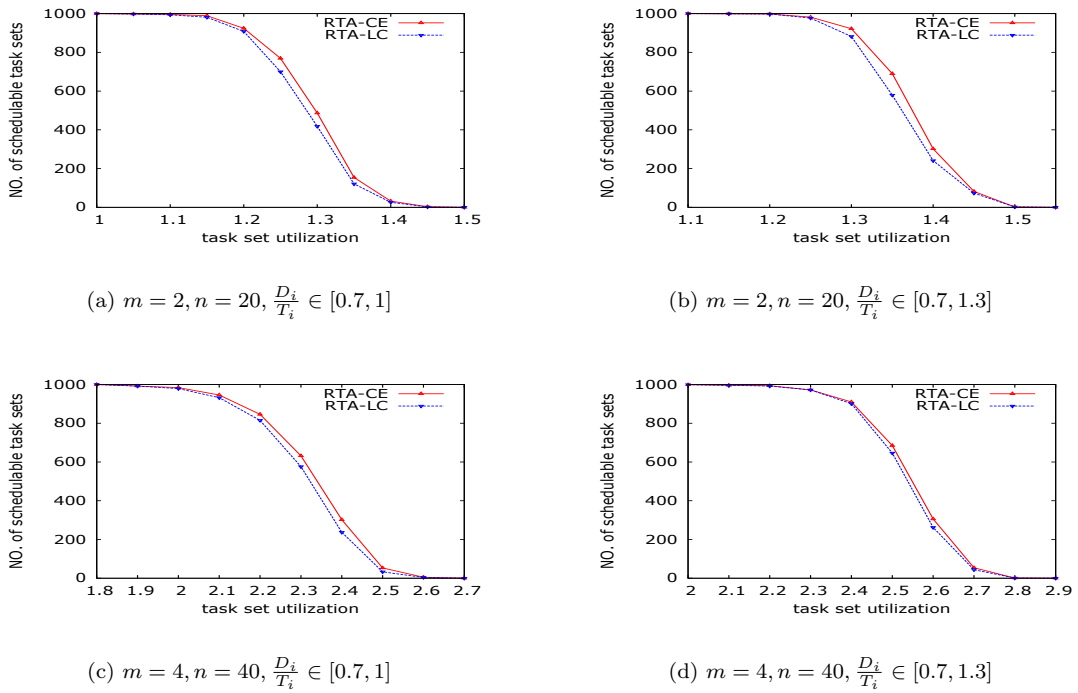 NO. of schedulable task sets
1000
800
600
400
200
0
RTA-CE
RTA-LC
1 1.1 1.2 1.3 1.4 1.5
task set utilization
(a) m = 2, n = 20, D_i/T_i ∈ [0.7, 1]
NO. of schedulable task sets
1000
800
600
400
200
0
RTA-CE
RTA-LC
1.1 1.2 1.3 1.4 1.5
task set utilization
(b) m = 2, n = 20, D_i/T_i ∈ [0.7, 1.3]
NO. of schedulable task sets
1000
800
600
400
200
0
RTA-CE
RTA-LC
1.8 1.9 2 2.1 2.2 2.3 2.4 2.5 2.6 2.7
task set utilization
(c) m = 4, n = 40, D_i/T_i ∈ [0.7, 1]
NO. of schedulable task sets
1000
800
600
400
200
0
RTA-CE
RTA-LC
2 2.1 2.2 2.3 2.4 2.5 2.6 2.7 2.8 2.9
task set utilization
(d) m = 4, n = 40, D_i/T_i ∈ [0.7, 1.3]